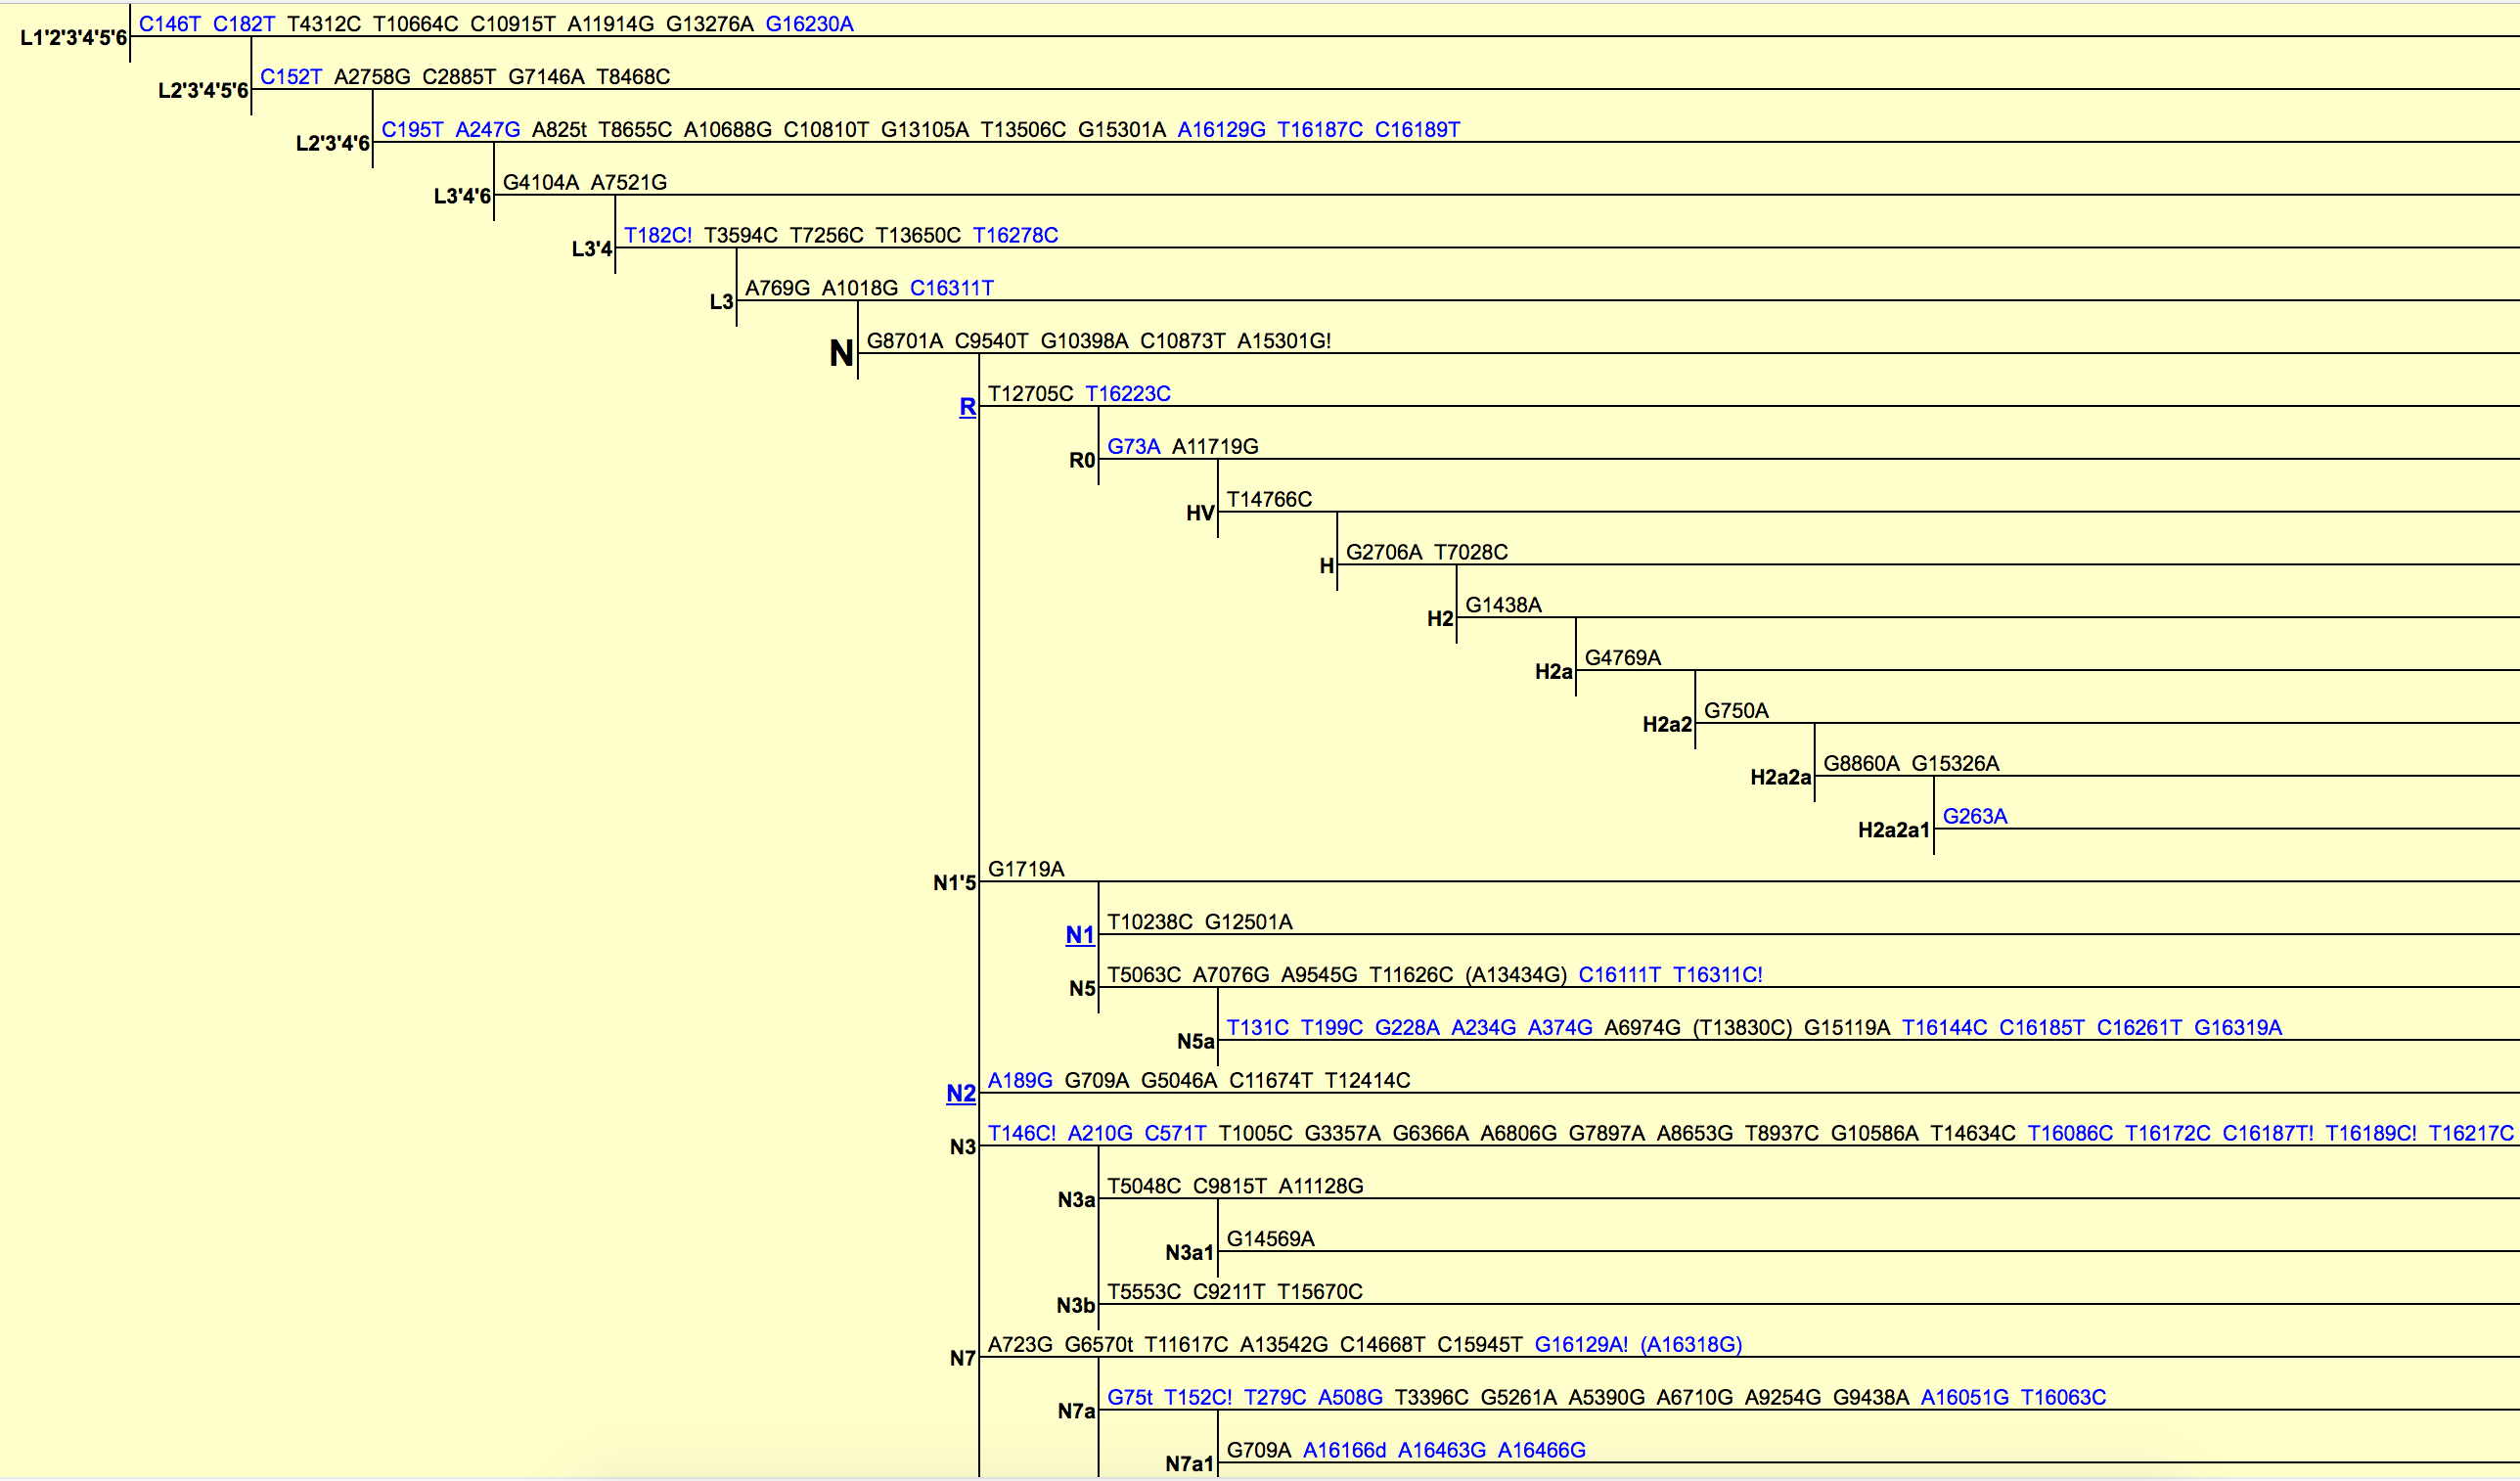 L1'2'3'4'5'6 C146T C182T T4312C T10664C C10915T A11914G G13276A G16230A
L2'3'4'5'6 C152T A2758G C2885T G7146A T8468C
L2'3'4'6 C195T A247G A825t T8655C A10688G C10810T G13105A T13506C G15301A A16129G T16187C C16189T
L3'4'6 G4104A A7521G
L3'4 T182C! T3594C T7256C T13650C T16278C
L3 A769G A1018G C16311T
N G8701A C9540T G10398A C10873T A15301G!
R T12705C T16223C
R0 G73A A11719G
HV T14766C
H G2706A T7028C
H2 G1438A
H2a G4769A
H2a2 G750A
H2a2a G8860A G15326A
H2a2a1 G263A
N1'5 G1719A
N1 T10238C G12501A
N5 T5063C A7076G A9545G T11626C (A13434G) C16111T T16311C!
N5a T131C T199C G228A A234G A374G A6974G (T13830C) G15119A T16144C C16185T C16261T G16319A
N2 A189G G709A G5046A C11674T T12414C
N3 T146C! A210G C571T T1005C G3357A G6366A A6806G G7897A A8653G T8937C G10586A T14634C T16086C T16172C C16187T! T16189C! T16217C
N3a T5048C C9815T A11128G
N3a1 G14569A
N3b T5553C C9211T T15670C
N7 A723G G6570t T11617C A13542G C14668T C15945T G16129A! (A16318G)
N7a G75t T152C! T279C A508G T3396C G5261A A5390G A6710G A9254G G9438A A16051G T16063C
N7a1 G709A A16166d A16463G A16466G